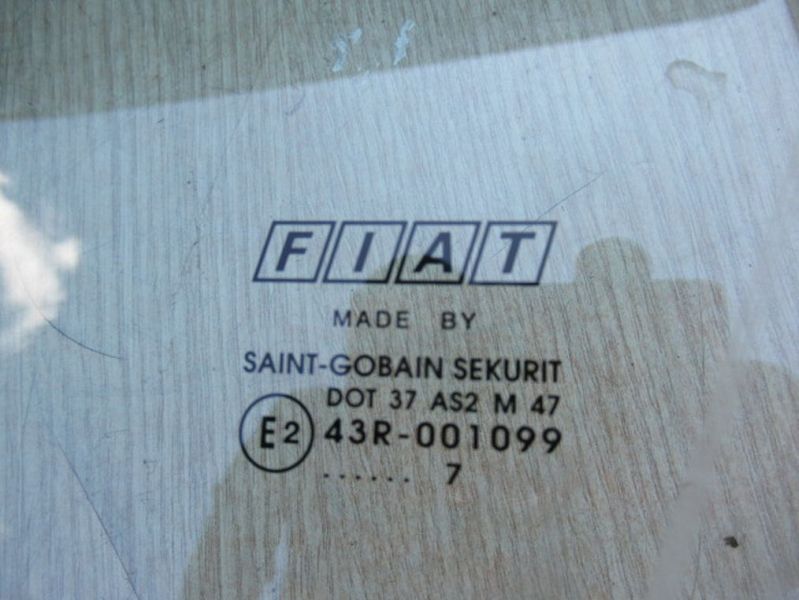 FIAT
MADE BY
SAINT-GOBAIN SEKURIT
DOT 37 AS2 M 47
E2 43R-001099
...... 7